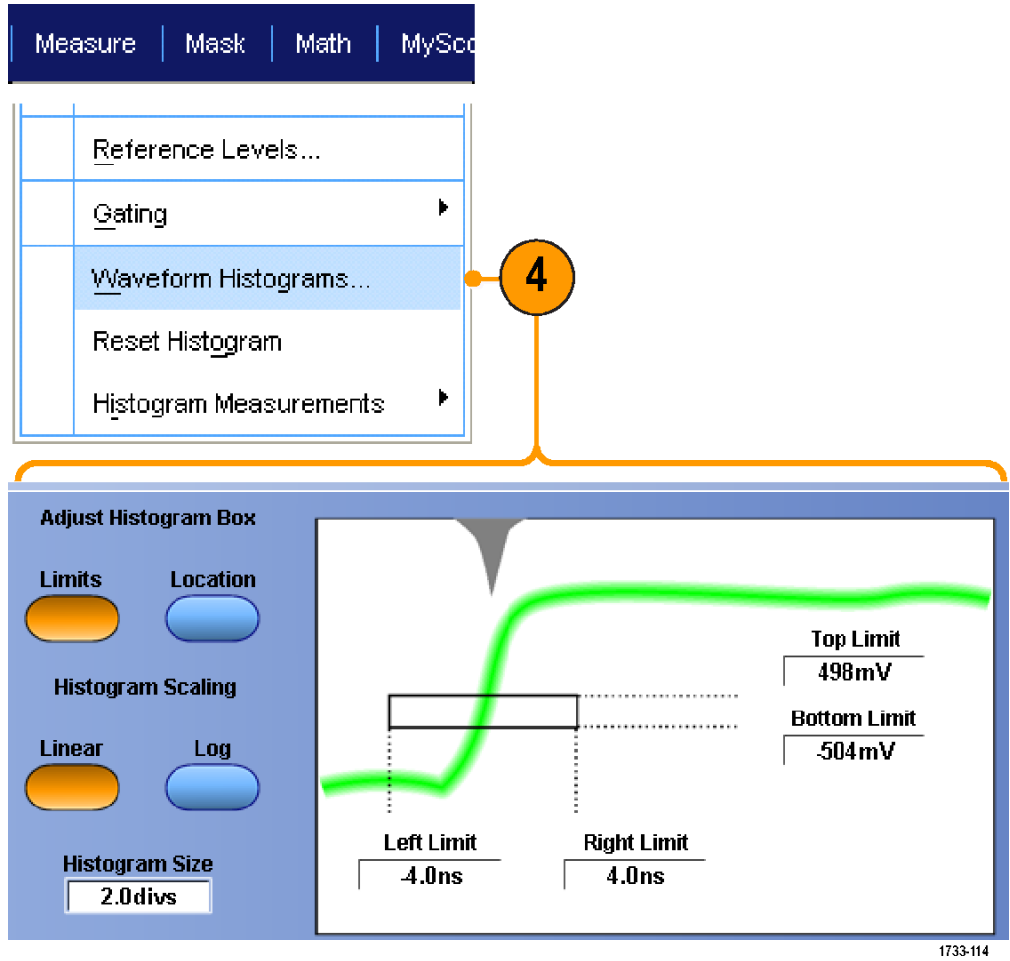 Measure Mask Math MySco
Reference Levels...
Gating
Waveform Histograms...
4
Reset Histogram
Histogram Measurements
Adjust Histogram Box
Limits Location
Histogram Scaling
Linear Log
Histogram Size
2.0divs
Top Limit
498mV
Bottom Limit
-504mV
Left Limit Right Limit
-4.0ns 4.0ns
1733-114